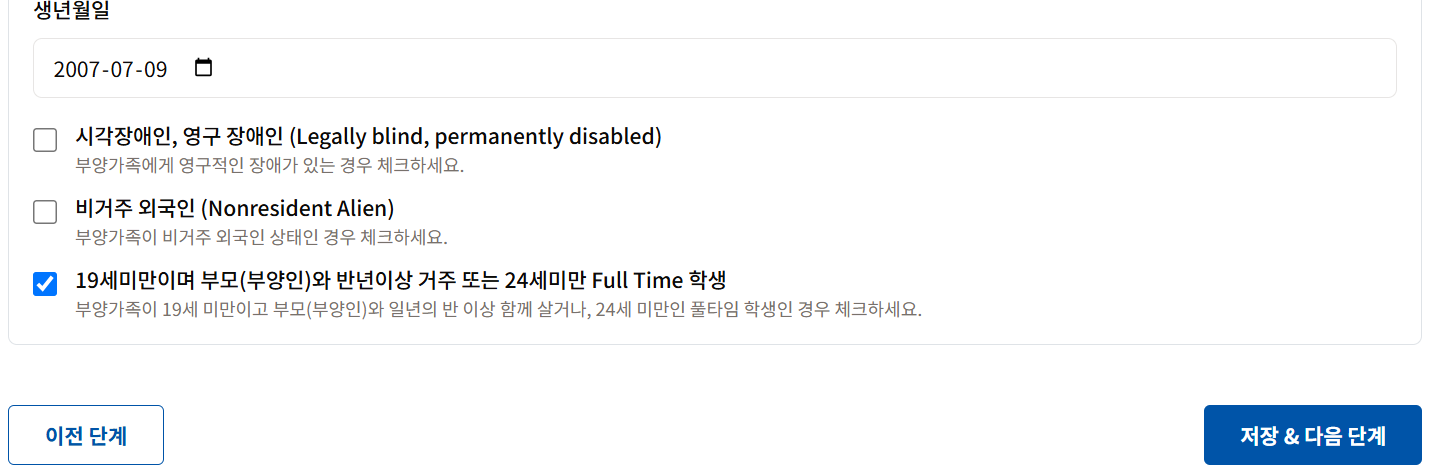 생년월일
2007-07-09
시각장애인, 영구 장애인 (Legally blind, permanently disabled)
부양가족에게 영구적인 장애가 있는 경우 체크하세요.
비거주 외국인 (Nonresident Alien)
부양가족이 비거주 외국인 상태인 경우 체크하세요.
19세미만이며 부모(부양인)와 반년이상 거주 또는 24세미만 Full Time 학생
부양가족이 19세 미만이고 부모(부양인)와 일년의 반 이상 함께 살거나, 24세 미만인 풀타임 학생인 경우 체크하세요.
이전 단계
저장 & 다음 단계